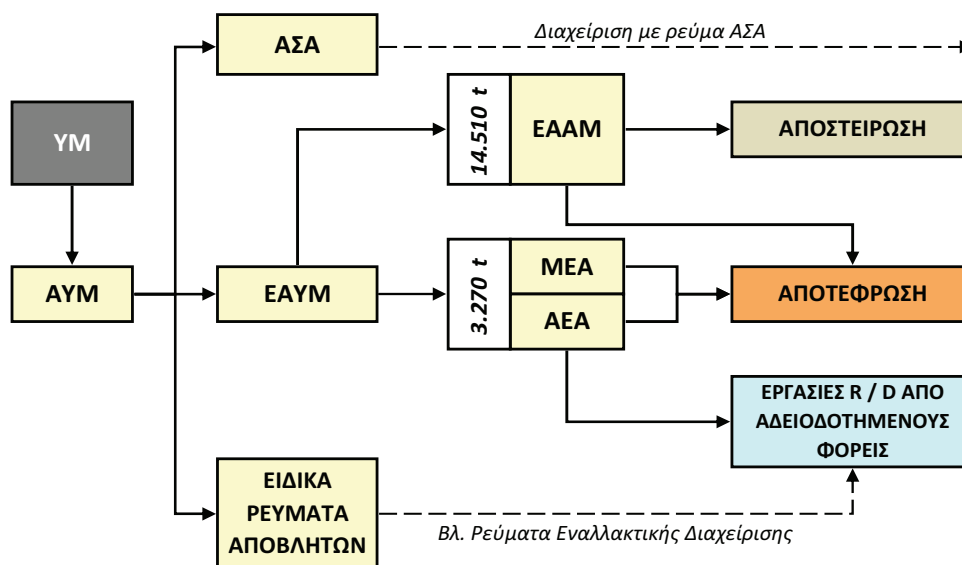 ΑΣΑ
Διαχείριση με ρεύμα ΑΣΑ
ΥΜ
14.510 t
ΕΑΑΜ
ΑΠΟΣΤΕΙΡΩΣΗ
ΑΥΜ
ΕΑΥΜ
3.270 t
ΜΕΑ
ΑΕΑ
ΑΠΟΤΕΦΡΩΣΗ
ΕΡΓΑΣΙΕΣ R / D ΑΠΟ
ΑΔΕΙΟΔΟΤΗΜΕΝΟΥΣ
ΦΟΡΕΙΣ
ΕΙΔΙΚΑ
ΡΕΥΜΑΤΑ
ΑΠΟΒΛΗΤΩΝ
Βλ. Ρεύματα Εναλλακτικής Διαχείρισης